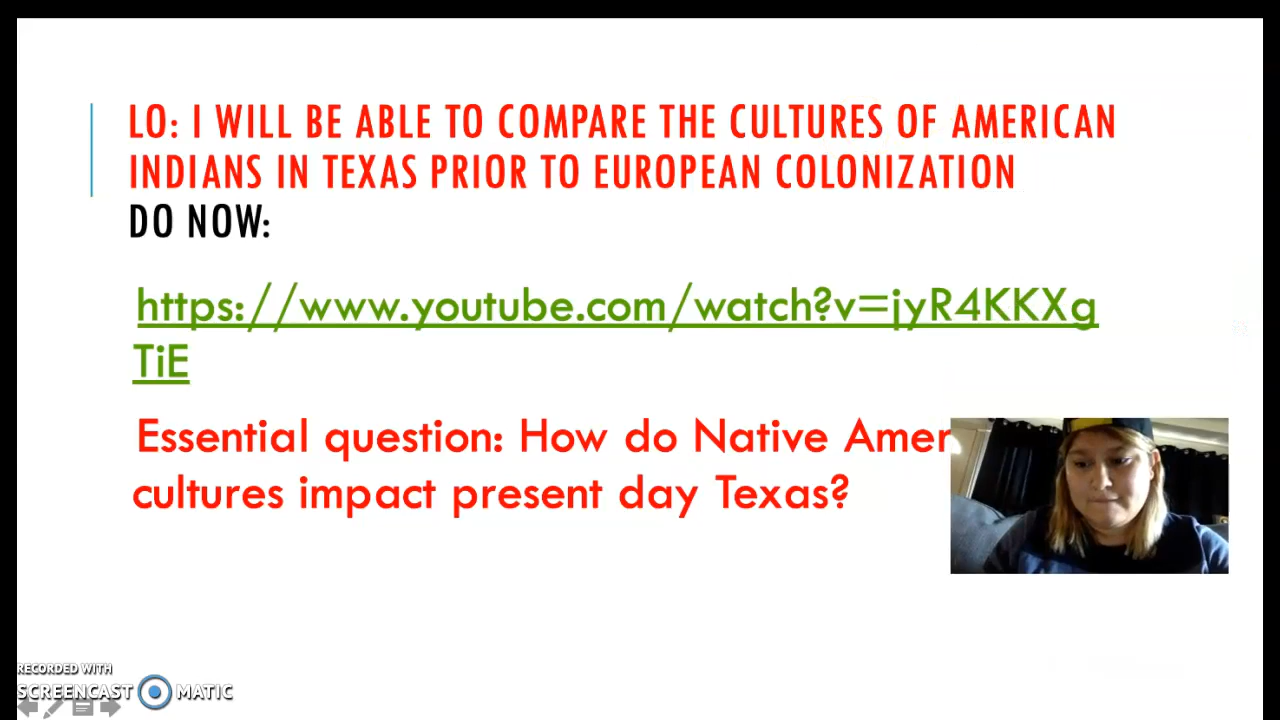 LO: I WILL BE ABLE TO COMPARE THE CULTURES OF AMERICAN
INDIANS IN TEXAS PRIOR TO EUROPEAN COLONIZATION
DO NOW:
https://www.youtube.com/watch?v=jyR4KKXg
TiE
Essential question: How do Native Amer
cultures impact present day Texas?
RECORDED WITH
SCREENCAST MATIC